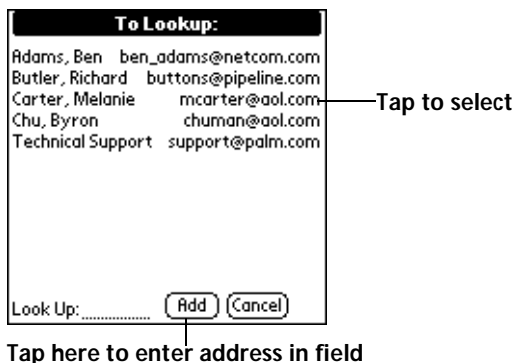 To Lookup:
Adams, Ben ben_adams@netcom.com
Butler, Richard buttons@pipeline.com
Carter, Melanie mcarter@aol.com
Tap to select
Chu, Byron chuman@aol.com
Technical Support support@palm.com
Look Up: Add Cancel
Tap here to enter address in field